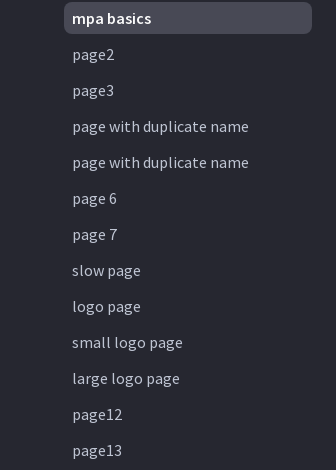 mpa basics
page2
page3
page with duplicate name
page with duplicate name
page 6
page 7
slow page
logo page
small logo page
large logo page
page12
page13